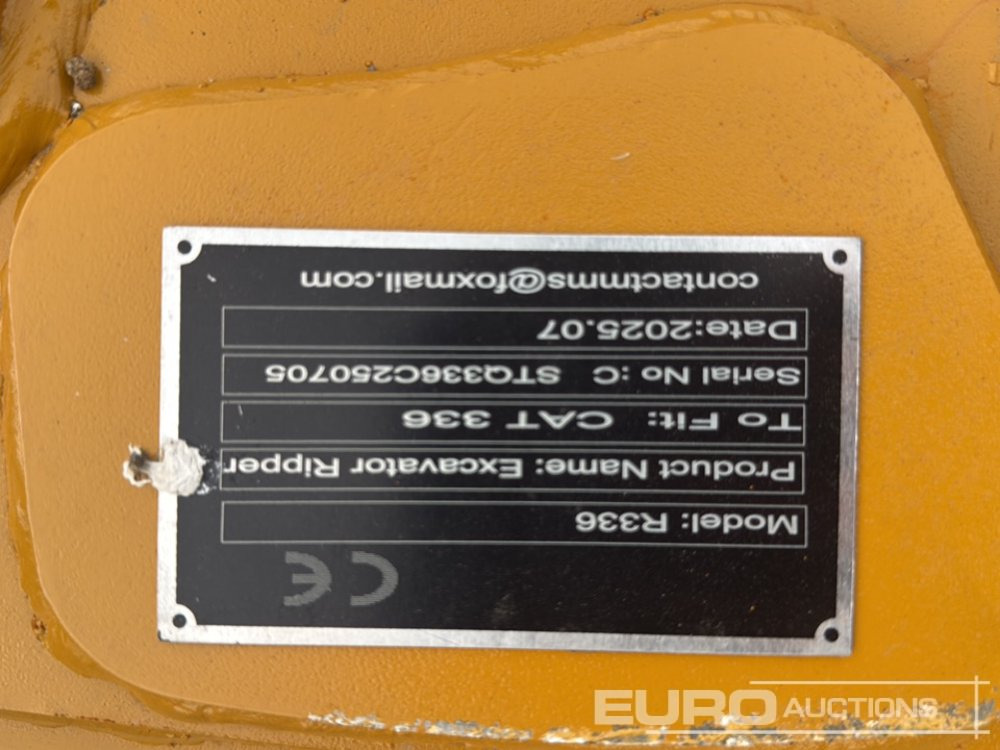 CE
Model: R336
Product Name: Excavator Ripper
To Fit: CAT 336
Serial No :C STQ336C250705
Date:2025.07
contactmms@foxmail.com
EURO AUCTIONS